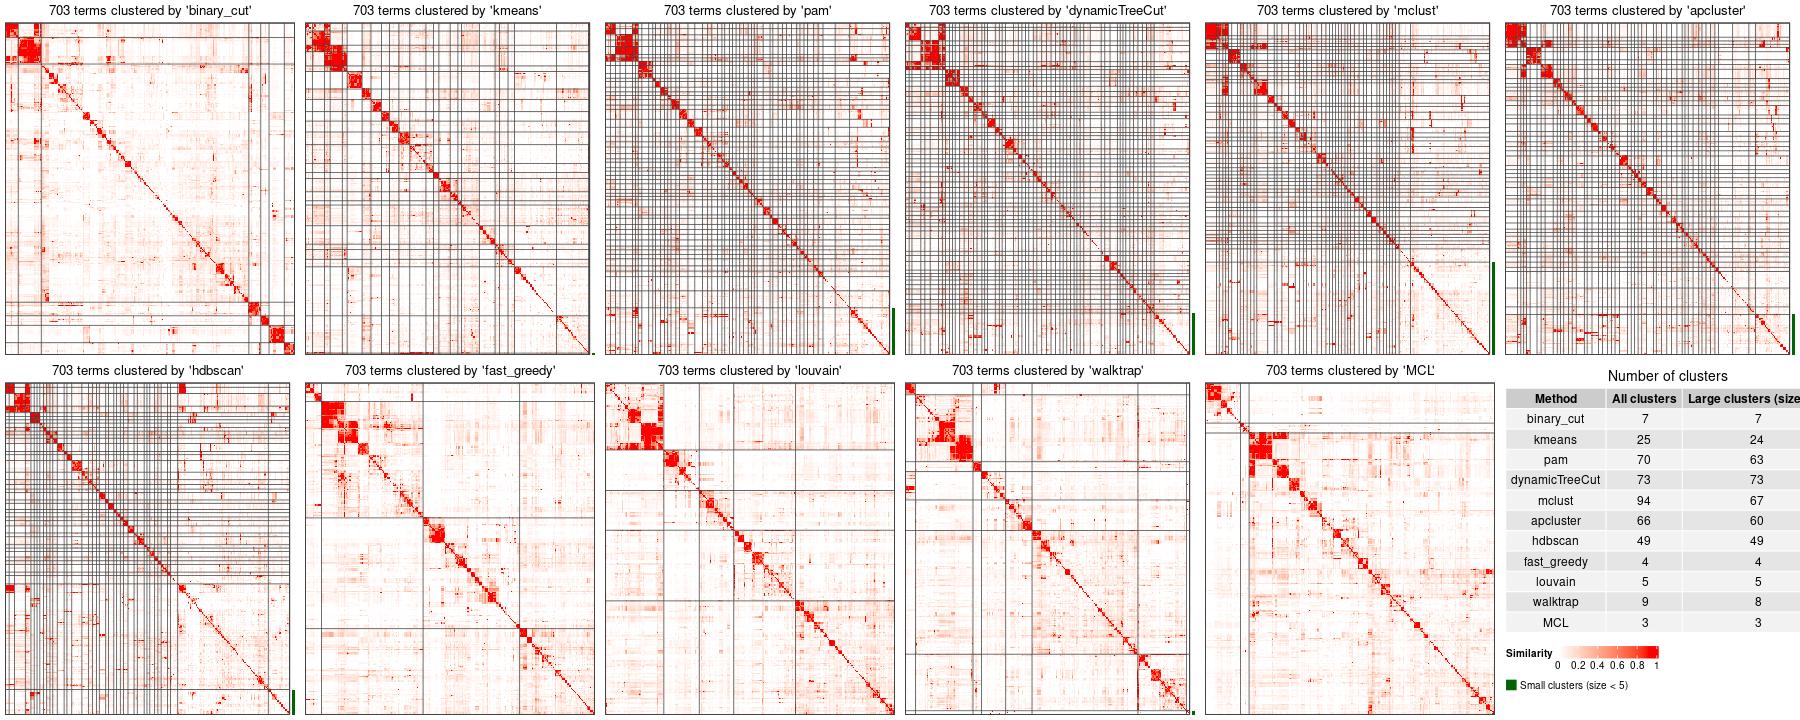 703 terms clustered by 'binary_cut'
703 terms clustered by 'kmeans'
703 terms clustered by 'pam'
703 terms clustered by 'dynamicTreeCut'
703 terms clustered by 'mclust'
703 terms clustered by 'apcluster'
703 terms clustered by 'hdbscan'
703 terms clustered by 'fast_greedy'
703 terms clustered by 'louvain'
703 terms clustered by 'walktrap'
703 terms clustered by 'MCL'
Number of clusters
Method All clusters Large clusters (size
binary_cut 7 7
kmeans 25 24
pam 70 63
dynamicTreeCut 73 73
mclust 94 67
apcluster 66 60
hdbscan 49 49
fast_greedy 4 4
louvain 5 5
walktrap 9 8
MCL 3 3
Similarity
0 0.2 0.4 0.6 0.8 1
Small clusters (size < 5)